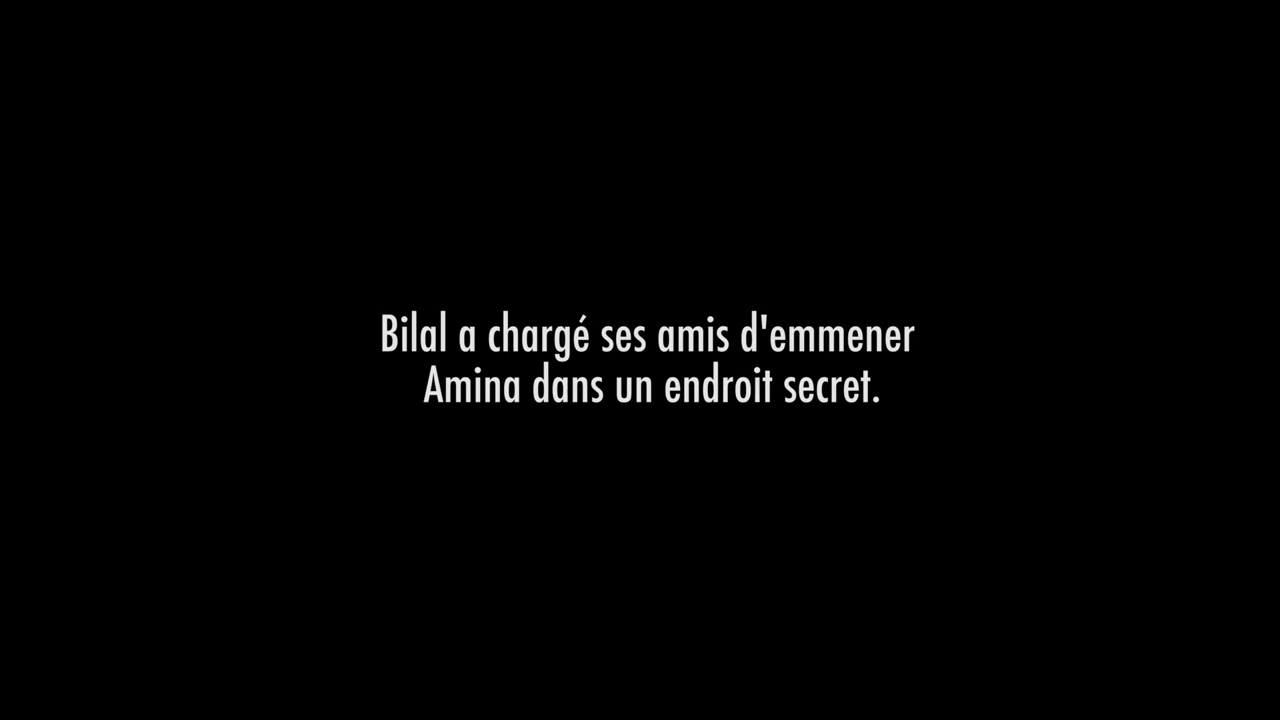 Bilal a chargé ses amis d'emmener
Amina dans un endroit secret.